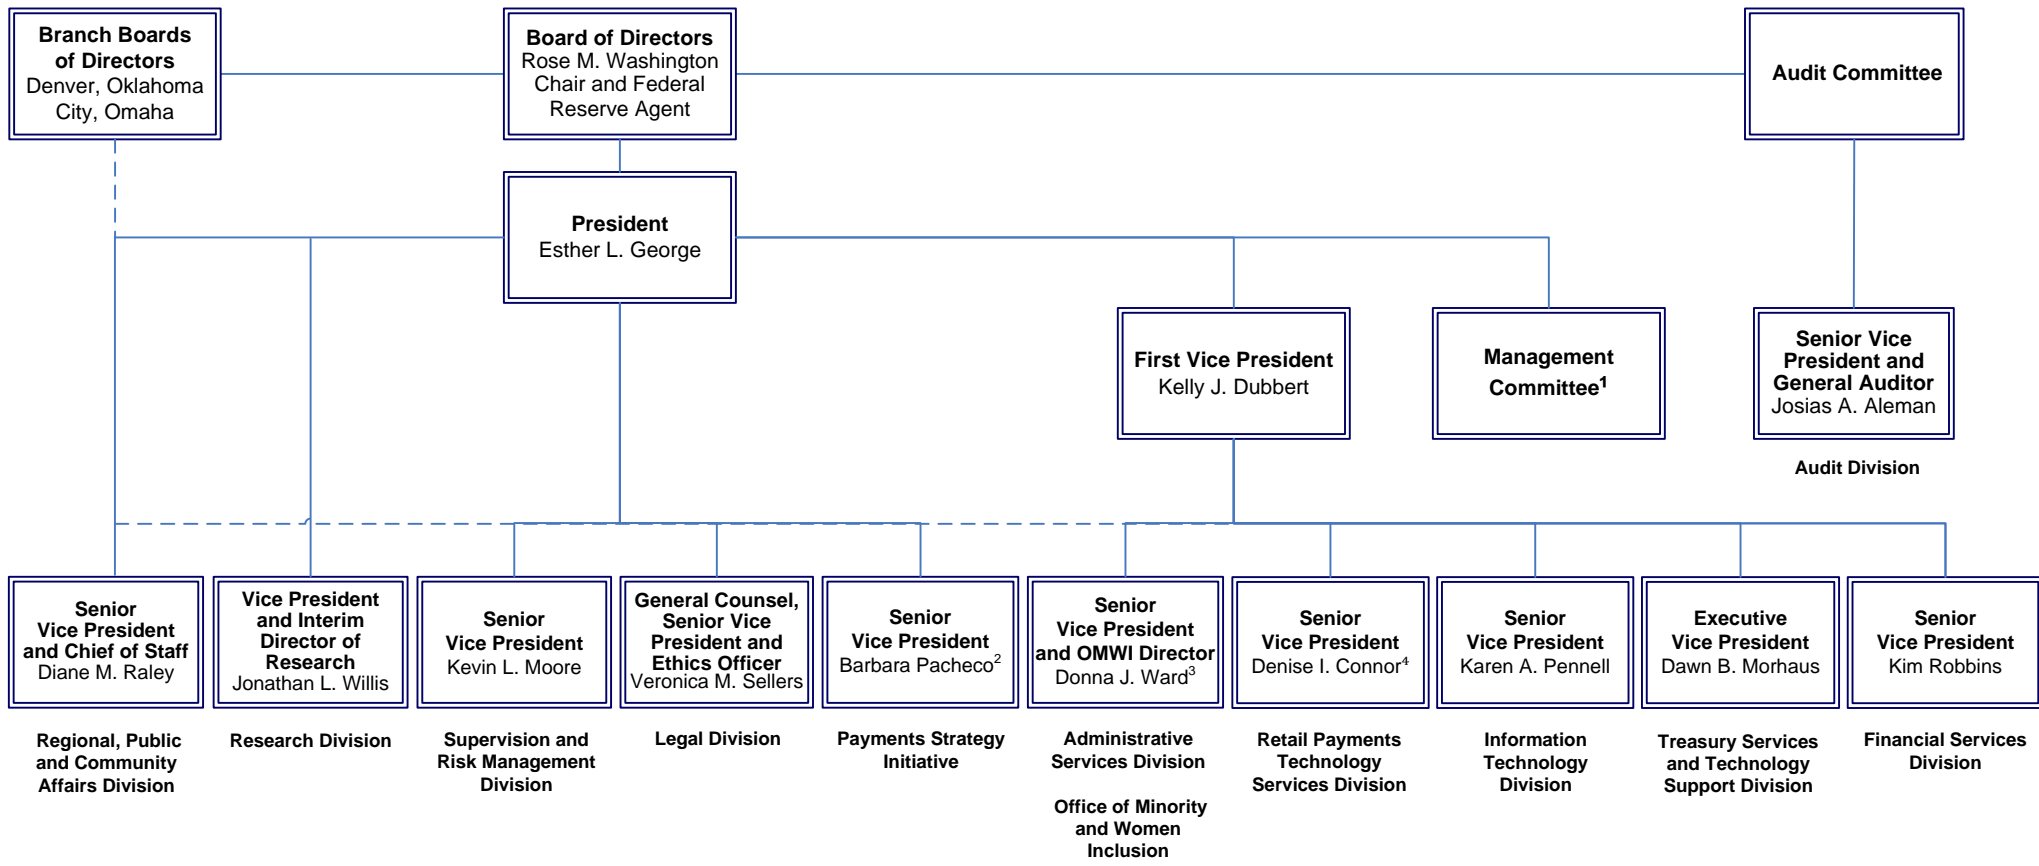 Branch Boards
of Directors
Denver, Oklahoma
City, Omaha
Board of Directors
Rose M. Washington
Chair and Federal
Reserve Agent
Audit Committee
President
Esther L. George
First Vice President
Kelly J. Dubbert
Management
Committee¹
Senior Vice
President and
General Auditor
Josias A. Aleman
Audit Division
Senior
Vice President
and Chief of Staff
Diane M. Raley
Regional, Public
and Community
Affairs Division
Vice President
and Interim
Director of
Research
Jonathan L. Willis
Research Division
Senior
Vice President
Kevin L. Moore
Supervision and
Risk Management
Division
General Counsel,
Senior Vice
President and
Ethics Officer
Veronica M. Sellers
Legal Division
Senior
Vice President
Barbara Pacheco²
Payments Strategy
Initiative
Senior
Vice President
and OMWI Director
Donna J. Ward³
Administrative
Services Division
Office of Minority
and Women
Inclusion
Senior
Vice President
Denise I. Connor⁴
Retail Payments
Technology
Services Division
Senior
Vice President
Karen A. Pennell
Information
Technology
Division
Executive
Vice President
Dawn B. Morhaus
Treasury Services
and Technology
Support Division
Senior
Vice President
Kim Robbins
Financial Services
Division